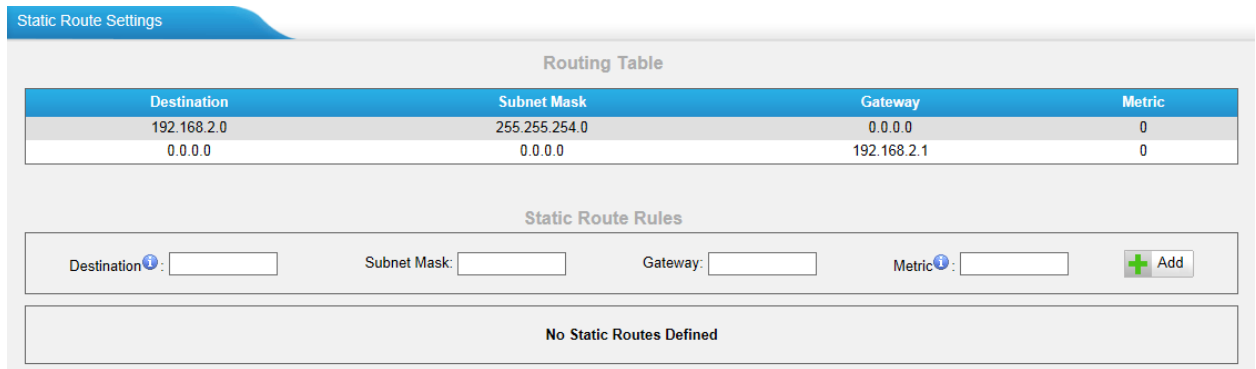 Static Route Settings
Routing Table
Destination Subnet Mask Gateway Metric
192.168.2.0 255.255.254.0 0.0.0.0 0
0.0.0.0 0.0.0.0 192.168.2.1 0
Static Route Rules
Destination i : Subnet Mask: Gateway: Metric i : Add
No Static Routes Defined